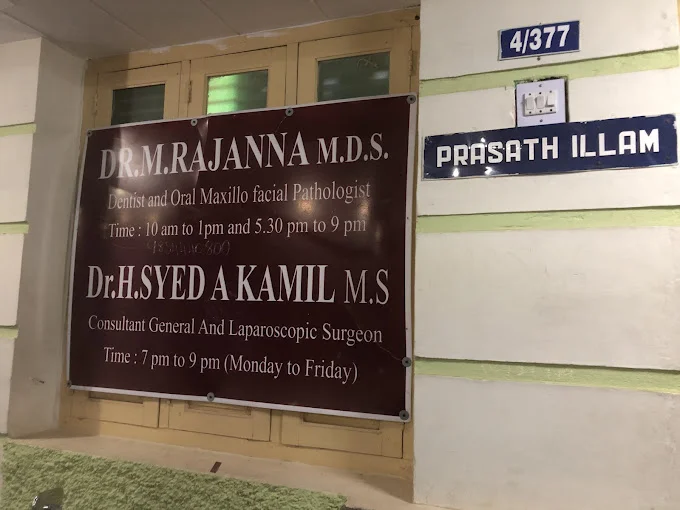 DR.M.RAJANNA M.D.S.
Dentist and Oral Maxillo facial Pathologist
Time : 10 am to 1pm and 5.30 pm to 9 pm
Dr.H.SYED A KAMIL M.S
Consultant General And Laparoscopic Surgeon
Time : 7 pm to 9 pm (Monday to Friday)
4/377
PRASATH ILLAM